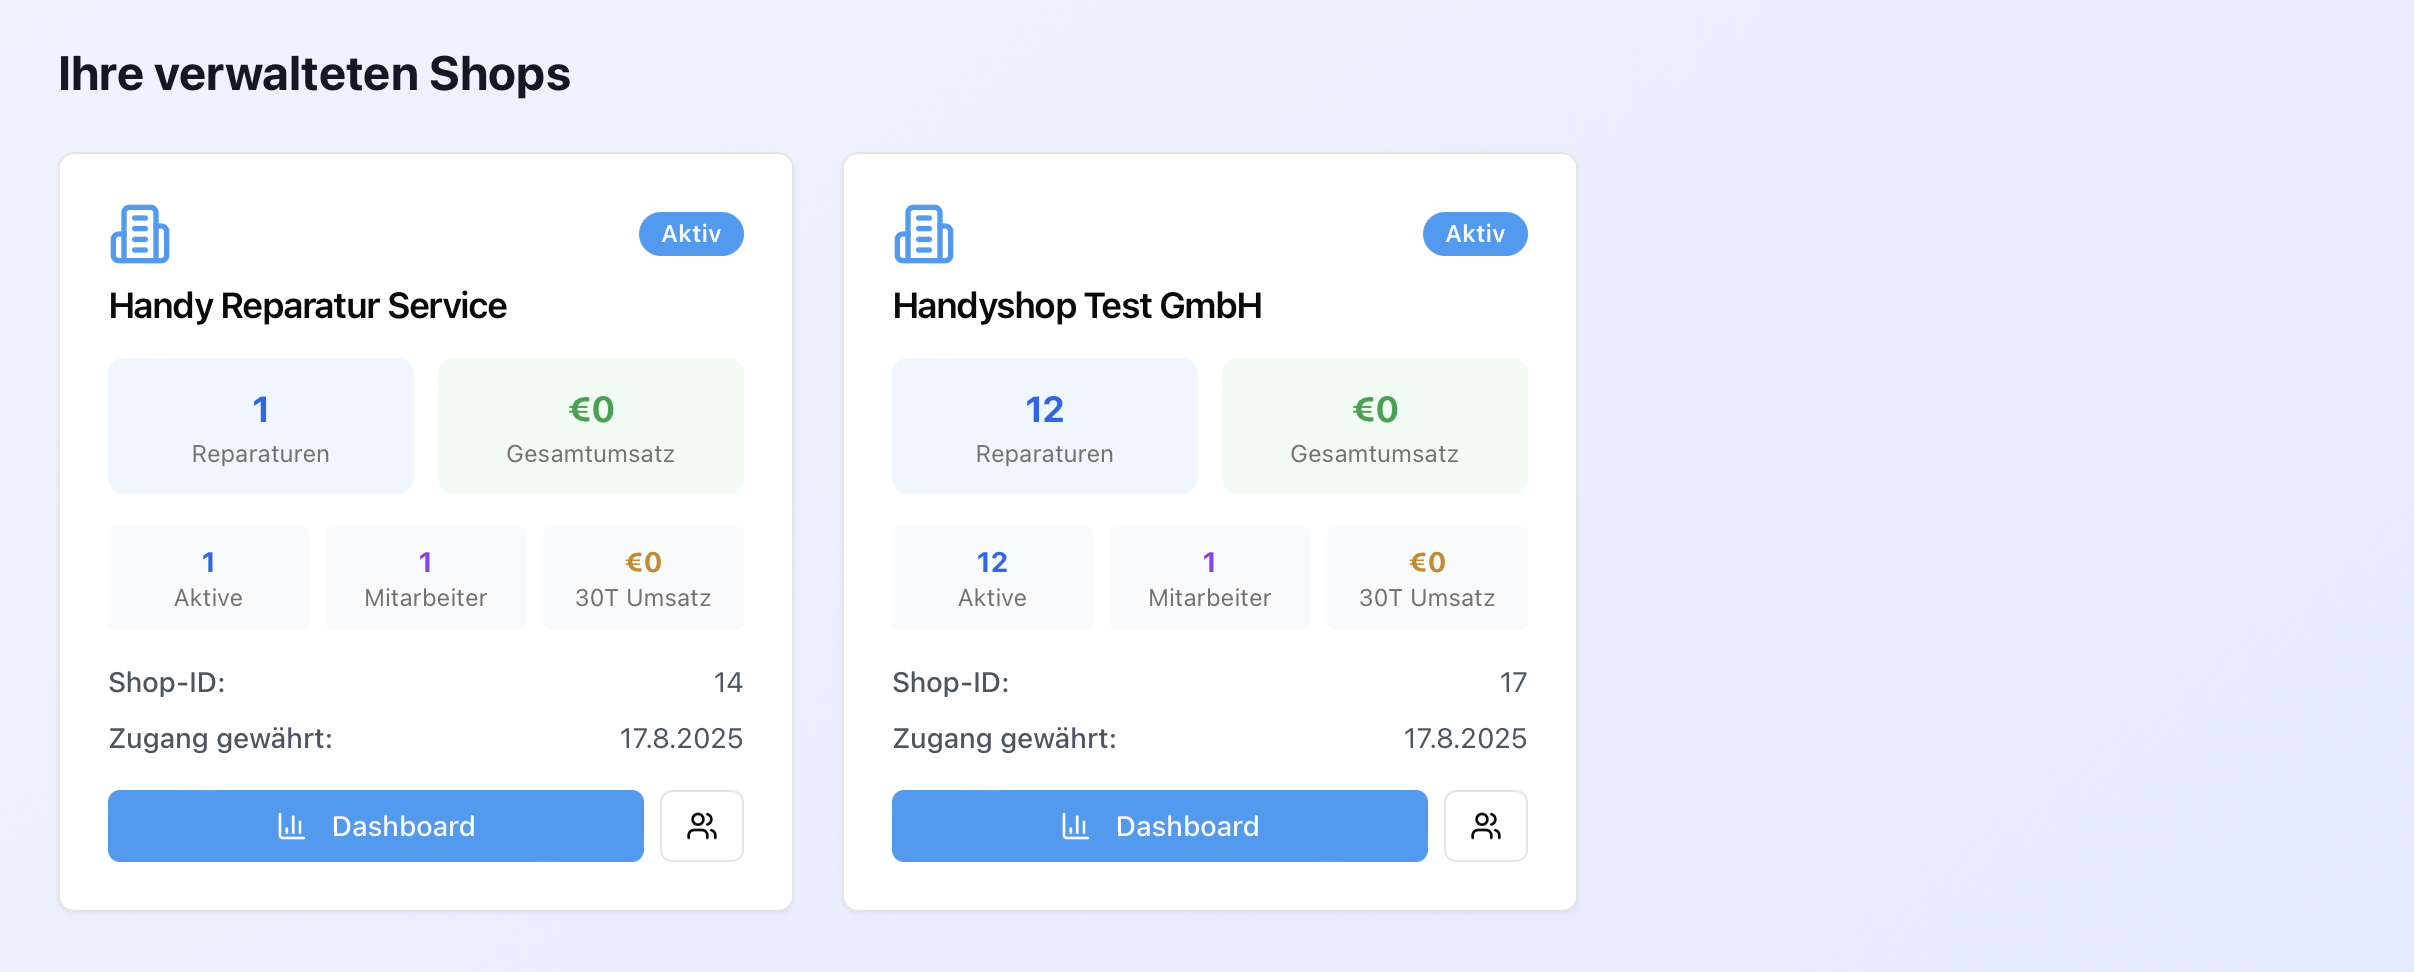 Ihre verwalteten Shops
Aktiv
Handy Reparatur Service
1
Reparaturen
€0
Gesamtumsatz
1
Aktive
1
Mitarbeiter
€0
30T Umsatz
Shop-ID: 14
Zugang gewährt: 17.8.2025
Dashboard
Aktiv
Handyshop Test GmbH
12
Reparaturen
€0
Gesamtumsatz
12
Aktive
1
Mitarbeiter
€0
30T Umsatz
Shop-ID: 17
Zugang gewährt: 17.8.2025
Dashboard